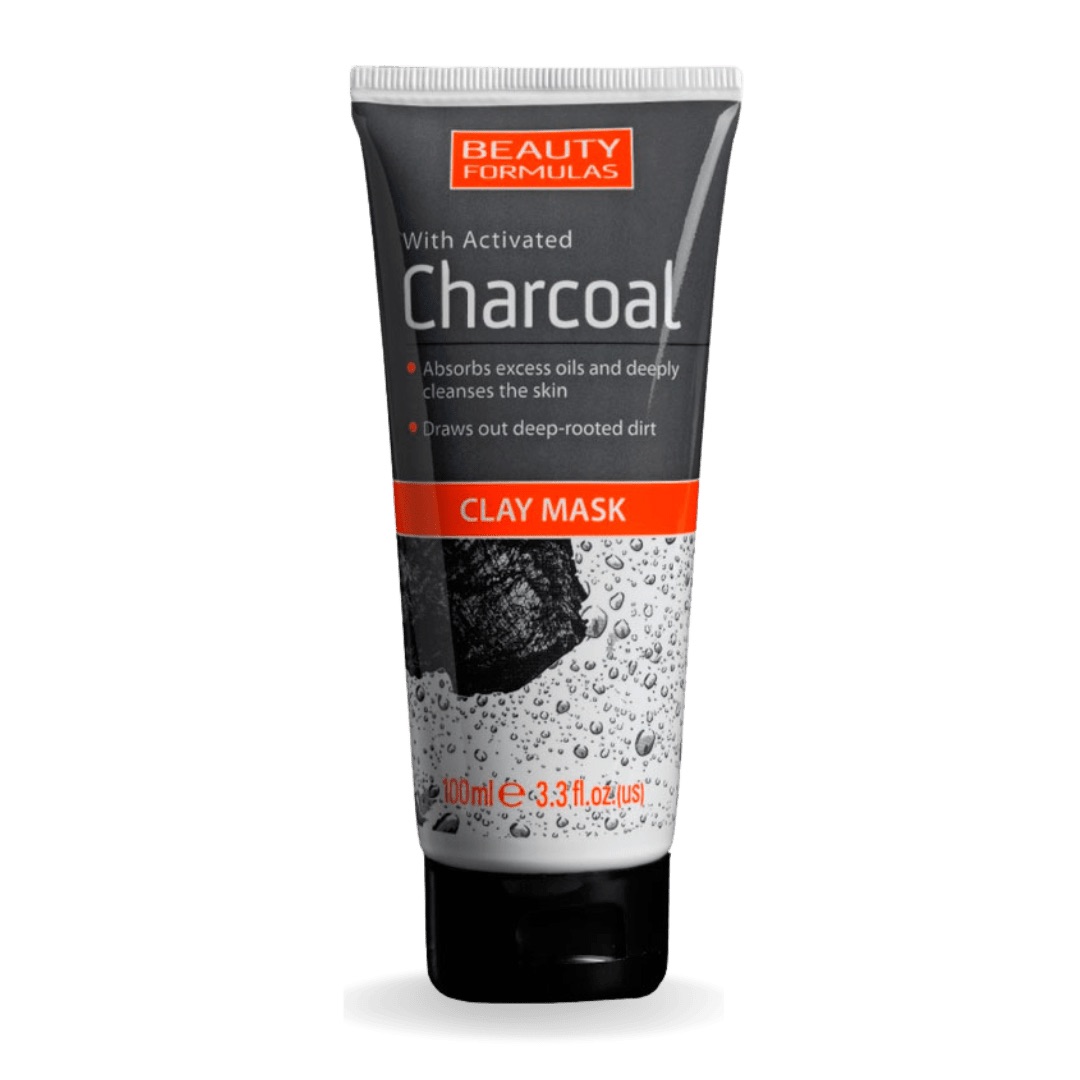 BEAUTY
FORMULAS
With Activated
Charcoal
• Absorbs excess oils and deeply
cleanses the skin
• Draws out deep-rooted dirt
CLAY MASK
100ml ℮ 3.3 fl.oz.(us)